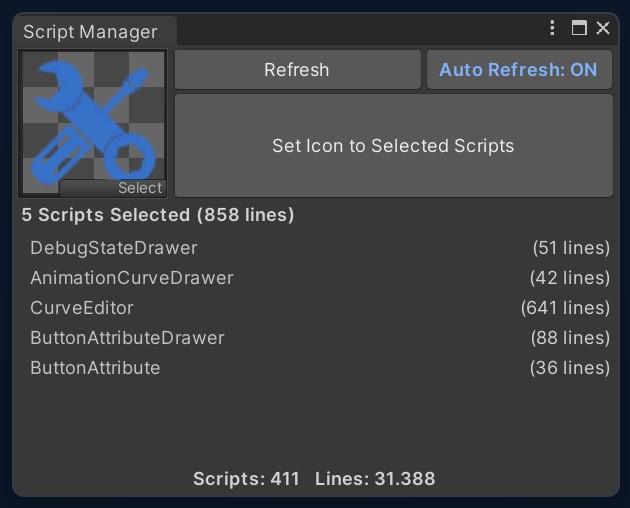 Script Manager
Refresh
Auto Refresh: ON
Select
Set Icon to Selected Scripts
5 Scripts Selected (858 lines)
DebugStateDrawer (51 lines)
AnimationCurveDrawer (42 lines)
CurveEditor (641 lines)
ButtonAttributeDrawer (88 lines)
ButtonAttribute (36 lines)
Scripts: 411 Lines: 31.388